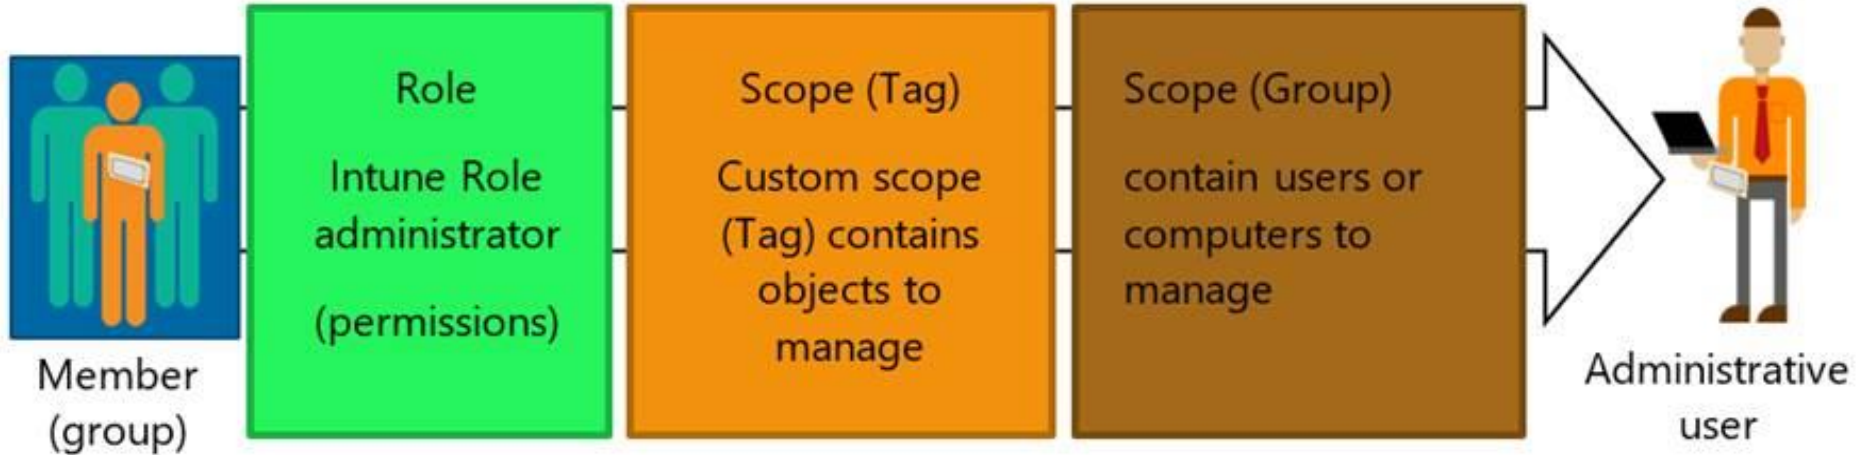 Member
(group)
Role
Intune Role
administrator
(permissions)
Scope (Tag)
Custom scope
(Tag) contains
objects to
manage
Scope (Group)
contain users or
computers to
manage
Administrative
user